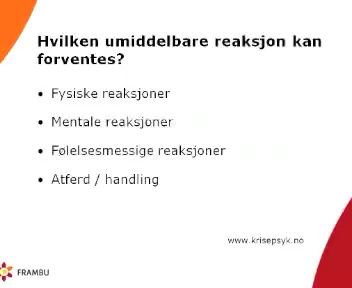 Hvilken umiddelbare reaksjon kan
forventes?
• Fysiske reaksjoner
• Mentale reaksjoner
• Følelsesmessige reaksjoner
• Atferd / handling
www.krisepsyk.no
FRAMBU